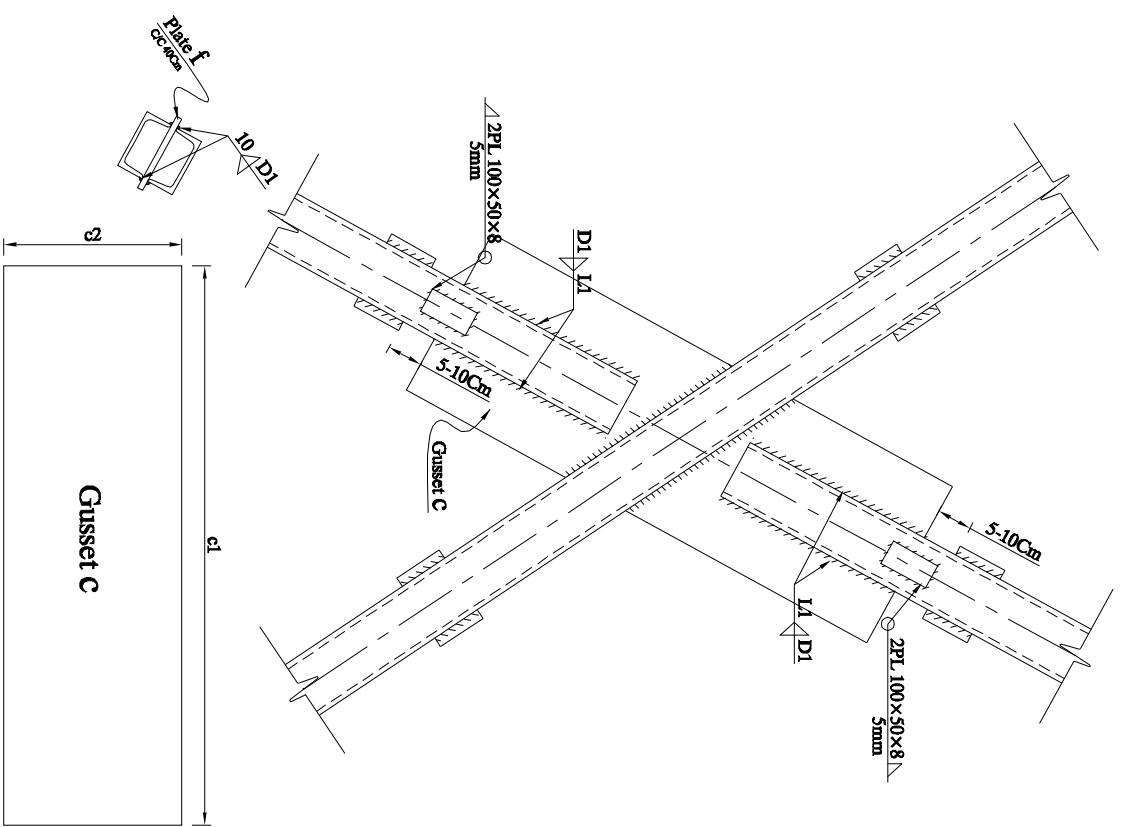 Plate f
C/C 40Cm
10
D1
2PL 100×50×8
5mm
D1
L1
5-10Cm
Gusset C
5-10Cm
L1
D1
2PL 100×50×8
5mm
c2
c1
Gusset c